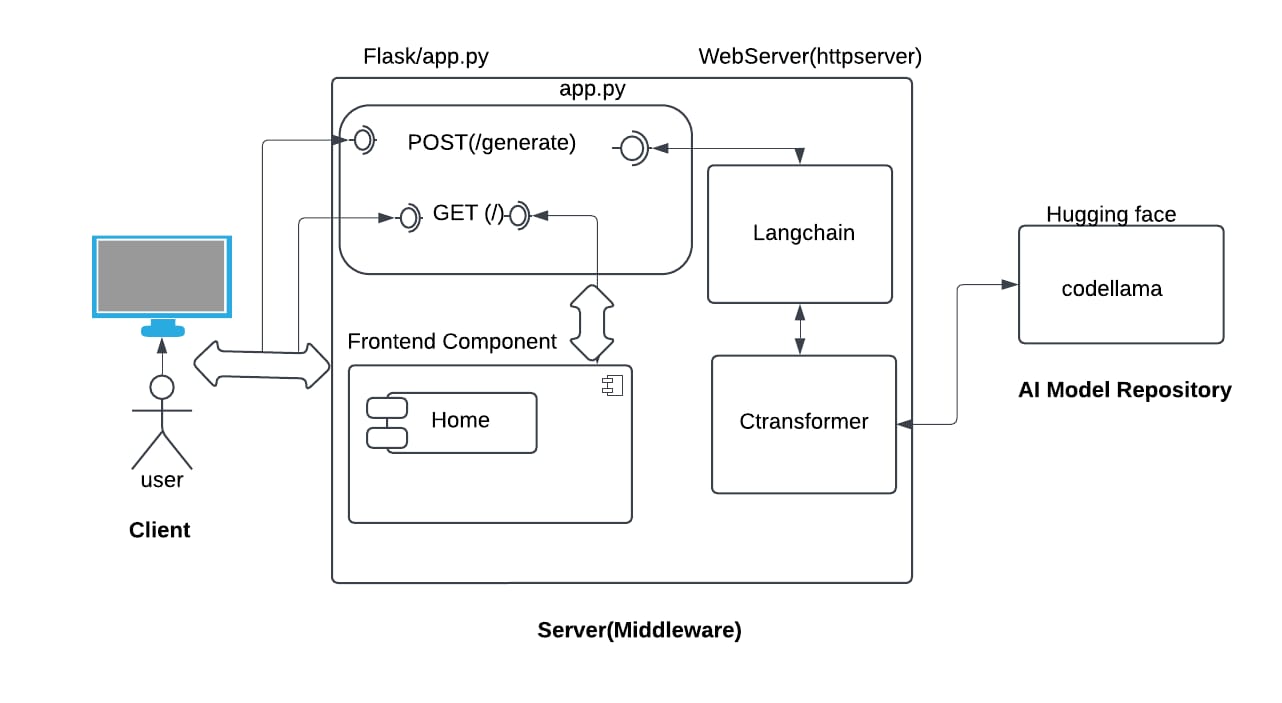 Flask/app.py
WebServer(httpserver)
app.py
POST(/generate)
GET (/)
Langchain
Hugging face
codellama
AI Model Repository
Frontend Component
Home
Ctransformer
user
Client
Server(Middleware)